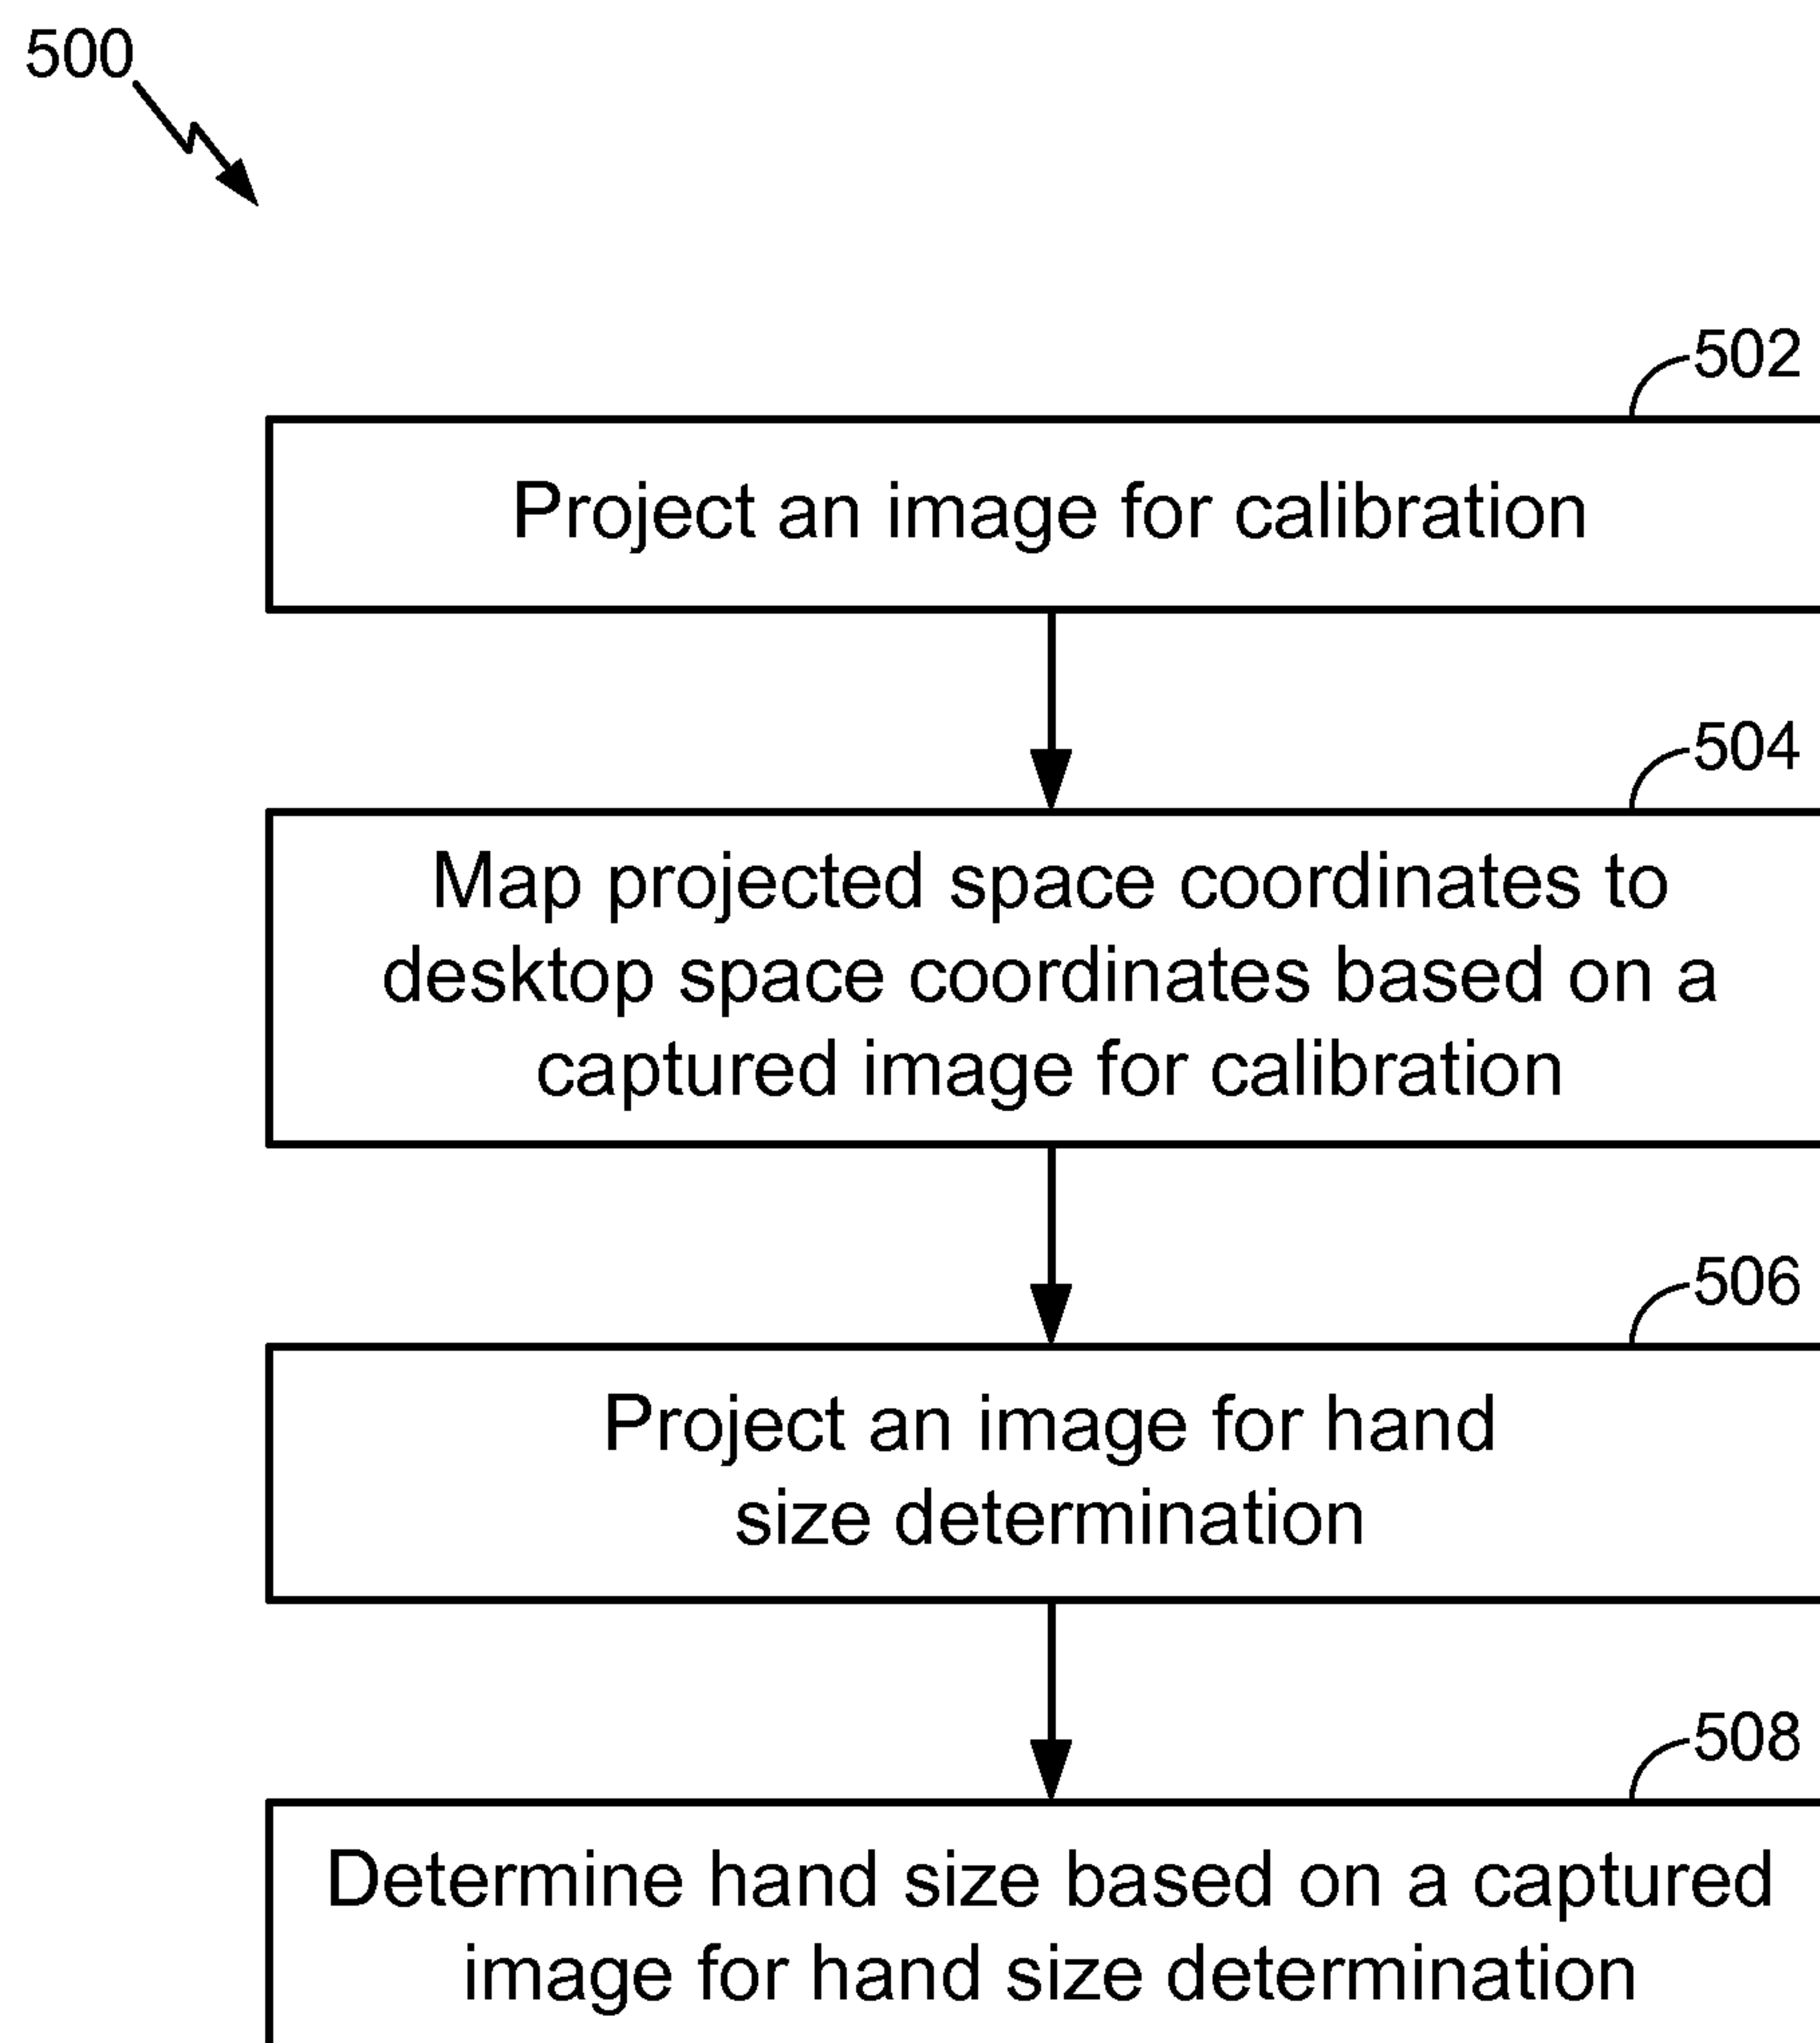 500
502
Project an image for calibration
504
Map projected space coordinates to
desktop space coordinates based on a
captured image for calibration
506
Project an image for hand
size determination
508
Determine hand size based on a captured
image for hand size determination